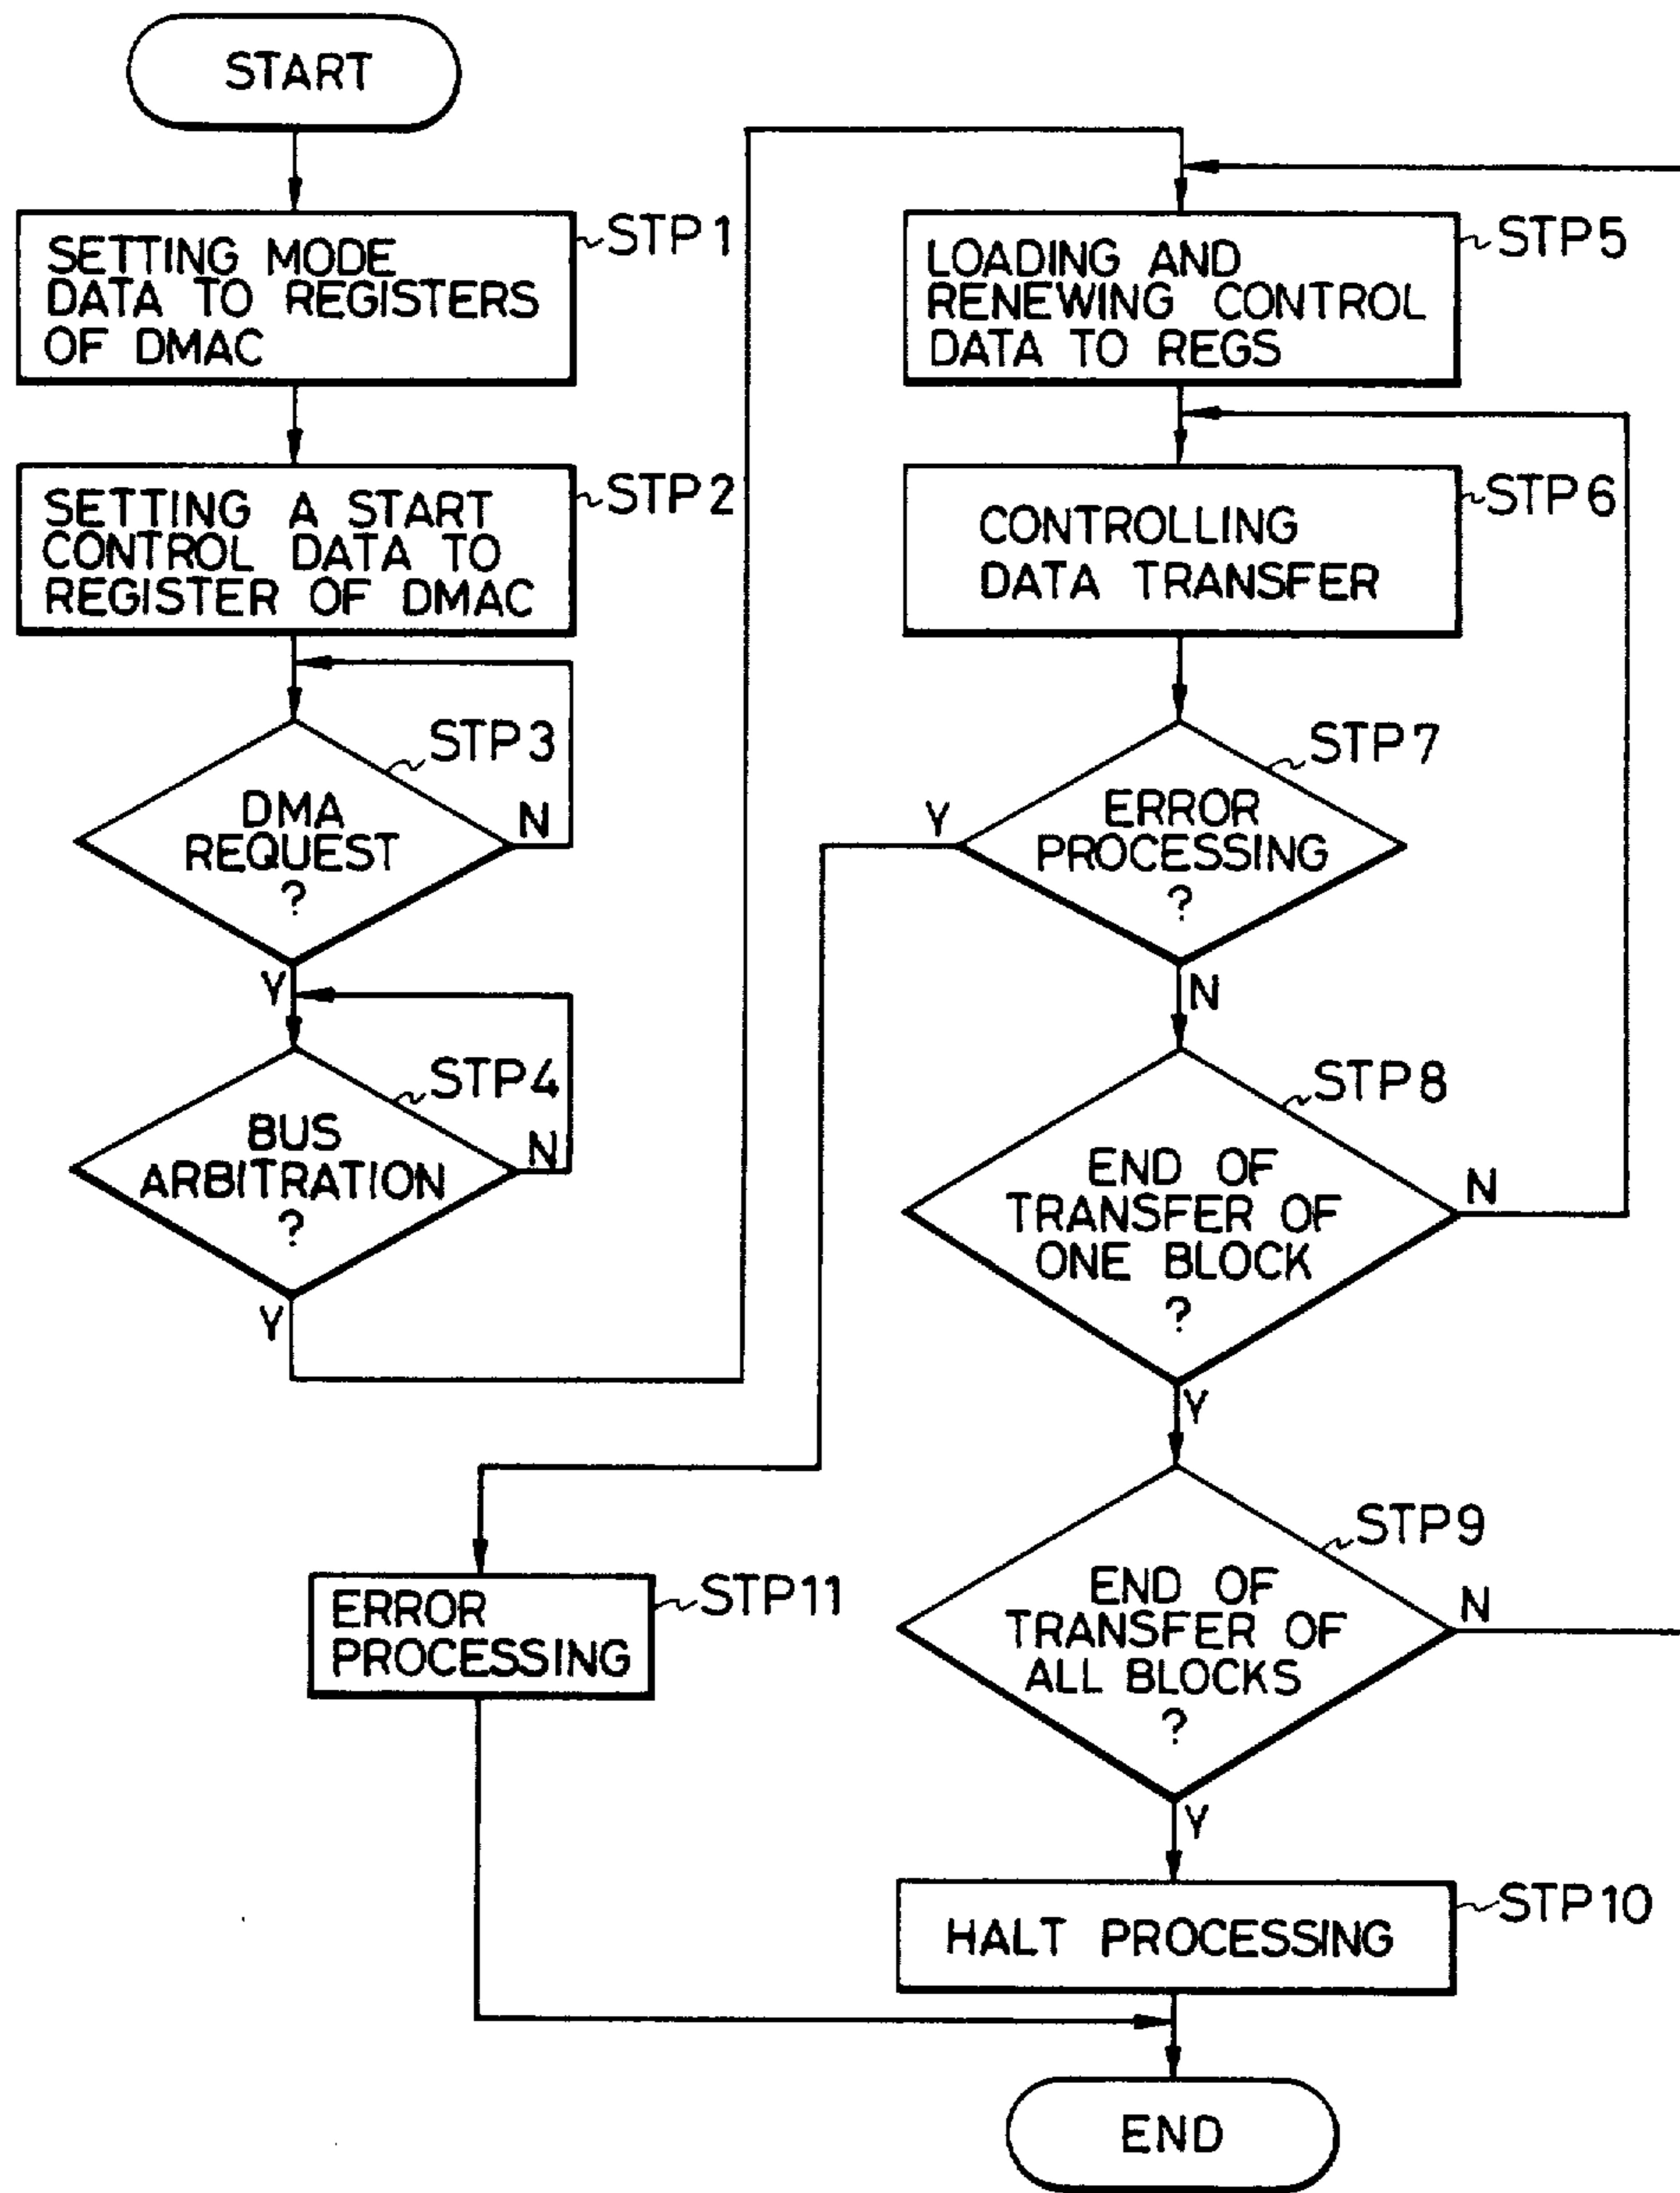 START
SETTING MODE
DATA TO REGISTERS
OF DMAC
STP1
SETTING A START
CONTROL DATA TO
REGISTER OF DMAC
STP2
STP3
DMA
REQUEST
?
N
Y
STP4
BUS
ARBITRATION
?
N
Y
LOADING AND
RENEWING CONTROL
DATA TO REGS
STP5
CONTROLLING
DATA TRANSFER
STP6
STP7
ERROR
PROCESSING
?
Y
N
STP8
END OF
TRANSFER OF
ONE BLOCK
?
N
Y
STP9
END OF
TRANSFER OF
ALL BLOCKS
?
N
Y
ERROR
PROCESSING
STP11
HALT PROCESSING
STP10
END